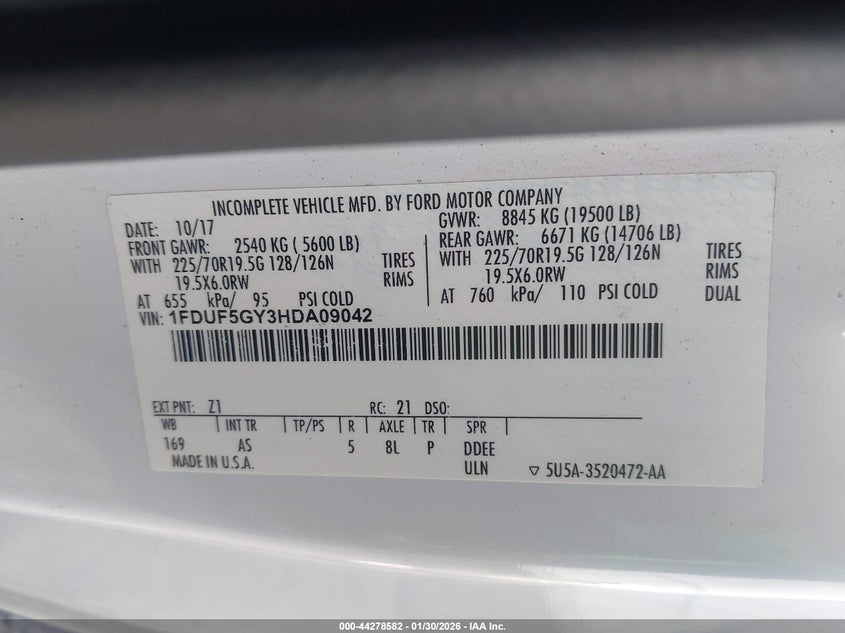 INCOMPLETE VEHICLE MFD. BY FORD MOTOR COMPANY
DATE: 10/17 GVWR: 8845 KG (19500 LB)
FRONT GAWR: 2540 KG ( 5600 LB) REAR GAWR: 6671 KG (14706 LB)
WITH 225/70R19.5G 128/126N TIRES WITH 225/70R19.5G 128/126N TIRES
19.5X6.0RW RIMS 19.5X6.0RW RIMS
AT 655 kPa/ 95 PSI COLD AT 760 kPa/ 110 PSI COLD DUAL
VIN: 1FDUF5GY3HDA09042
EXT PNT: Z1 RC: 21 DSO:
WB INT TR TP/PS R AXLE TR SPR
169 AS 5 8L P DDEE
MADE IN U.S.A. ULN ▽ 5U5A-3520472-AA
000-44278582 - 01/30/2026 - IAA Inc.